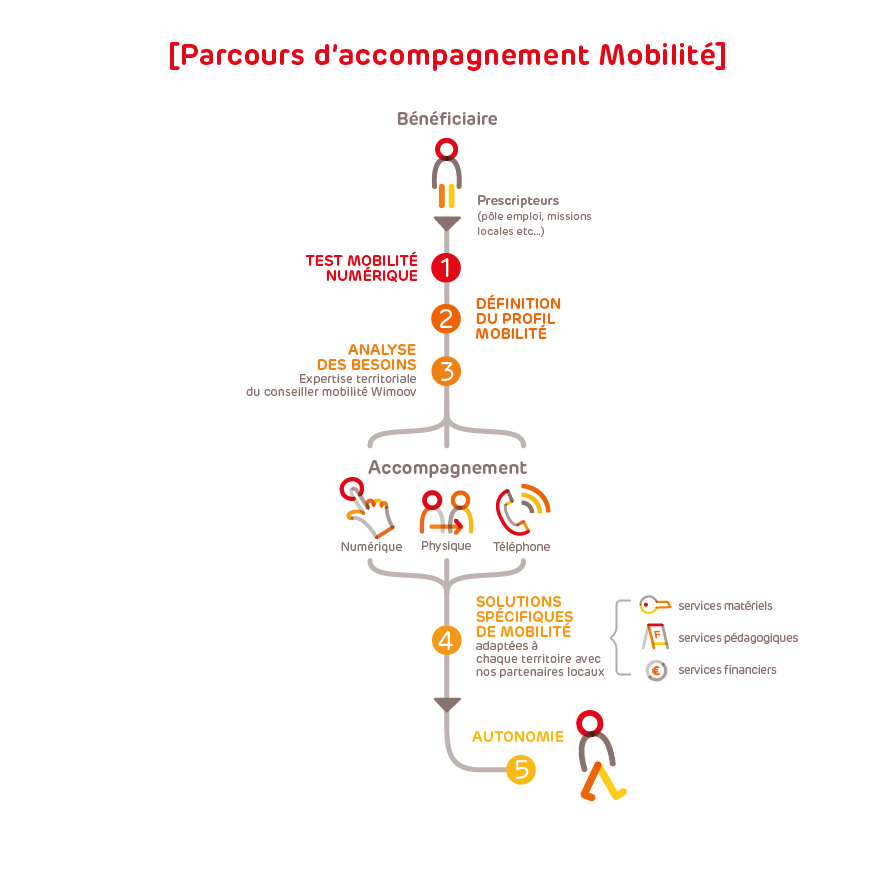 [Parcours d'accompagnement Mobilité]
Bénéficiaire
Prescripteurs
(pôle emploi, missions
locales etc...)
TEST MOBILITÉ
NUMÉRIQUE
1
2
DÉFINITION
DU PROFIL
MOBILITÉ
ANALYSE
DES BESOINS
Expertise territoriale
du conseiller mobilité Wimoov
3
Accompagnement
Numérique
Physique
Téléphone
4
SOLUTIONS
SPÉCIFIQUES
DE MOBILITÉ
adaptées à
chaque territoire avec
nos partenaires locaux
services matériels
F
services pédagogiques
€
services financiers
AUTONOMIE
5